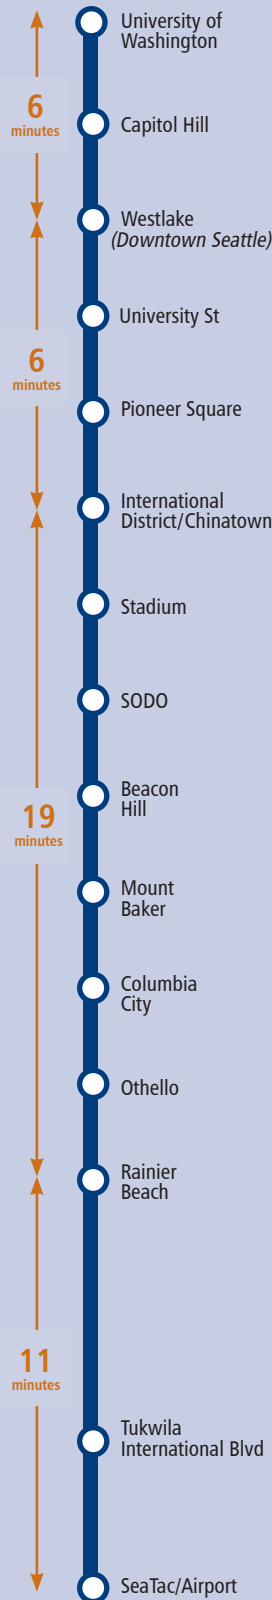 University of
Washington
6
minutes
Capitol Hill
Westlake
(Downtown Seattle)
University St
6
minutes
Pioneer Square
International
District/Chinatown
Stadium
SODO
Beacon
Hill
19
minutes
Mount
Baker
Columbia
City
Othello
Rainier
Beach
11
minutes
Tukwila
International Blvd
SeaTac/Airport